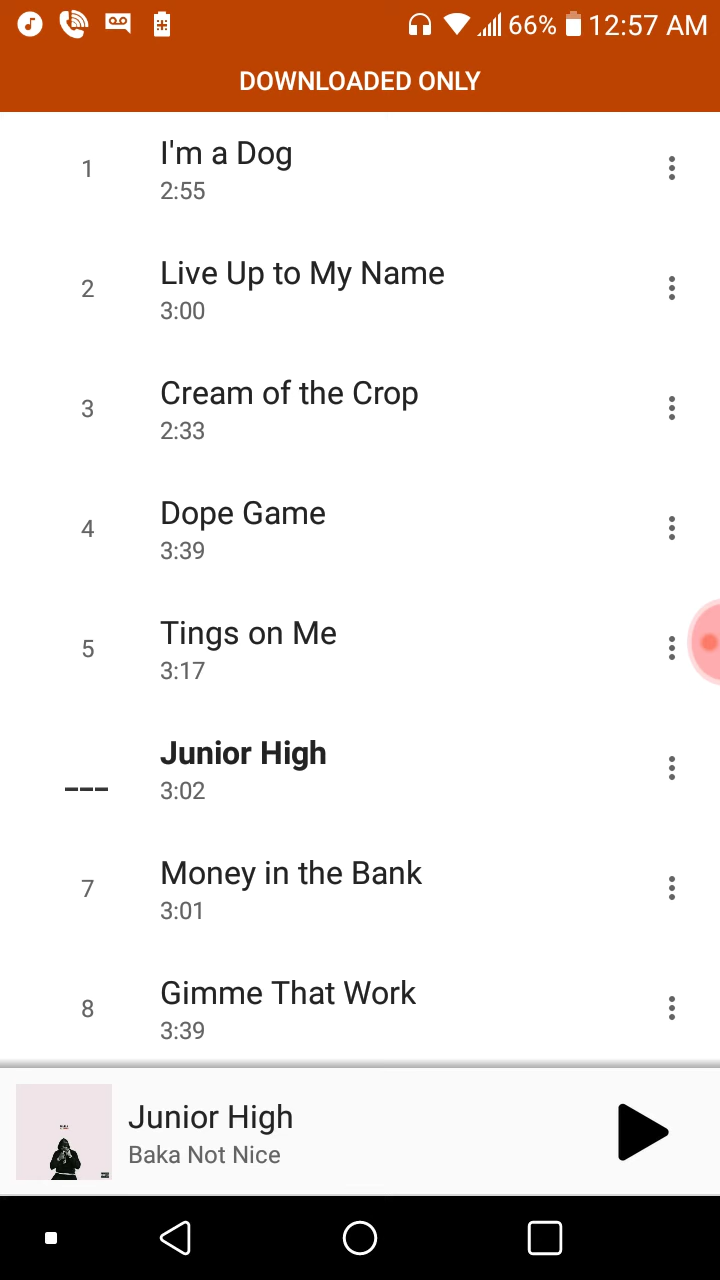 66% 12:57 AM
DOWNLOADED ONLY
1 I'm a Dog
2:55
2 Live Up to My Name
3:00
3 Cream of the Crop
2:33
4 Dope Game
3:39
5 Tings on Me
3:17
Junior High
3:02
7 Money in the Bank
3:01
8 Gimme That Work
3:39
Junior High
Baka Not Nice